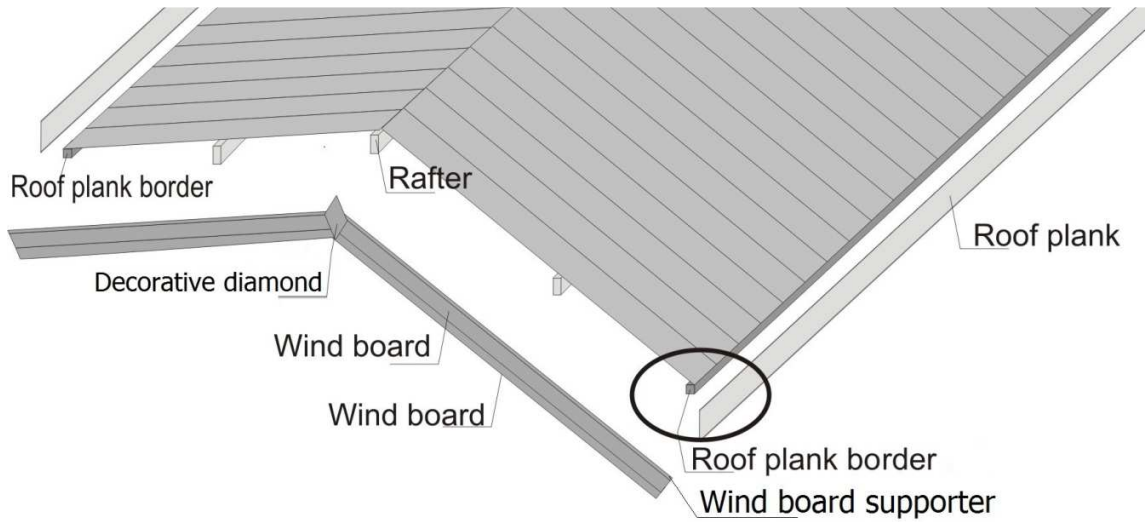 Roof plank border
Rafter
Roof plank
Decorative diamond
Wind board
Wind board
Roof plank border
Wind board supporter